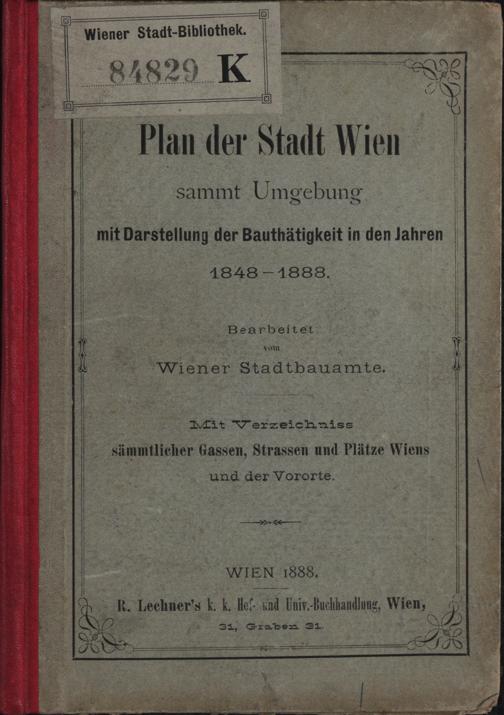 Wiener Stadt-Bibliothek.
84829 K
Plan der Stadt Wien
sammt Umgebung
mit Darstellung der Bauthätigkeit in den Jahren
1848-1888.
Bearbeitet
vom
Wiener Stadtbauamte.
Mit Verzeichniss
sämmtlicher Gassen, Strassen und Plätze Wiens
und der Vororte.
WIEN 1888.
R. Lechner's k. k. Hof- und Univ.-Buchhandlung, Wien,
31, Graben 31.